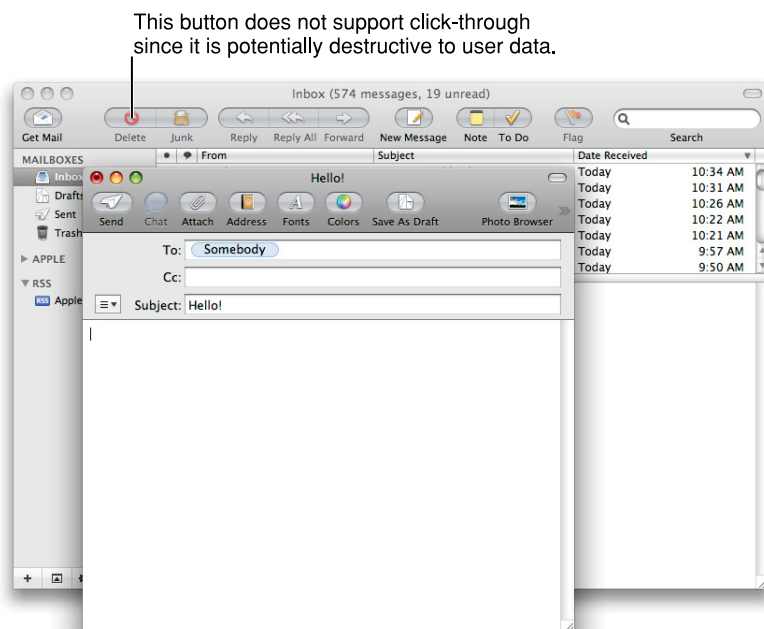 This button does not support click-through
since it is potentially destructive to user data.
Inbox (574 messages, 19 unread)
Get Mail Delete Junk Reply Reply All Forward New Message Note To Do Flag Search
MAILBOXES From Subject Date Received
Inbox
Drafts
Sent
Trash
APPLE
RSS
RSS Apple
Today 10:34 AM
Today 10:31 AM
Today 10:26 AM
Today 10:22 AM
Today 10:21 AM
Today 9:57 AM
Today 9:50 AM
Hello!
Send Chat Attach Address Fonts Colors Save As Draft Photo Browser
To: Somebody
Cc:
Subject: Hello!